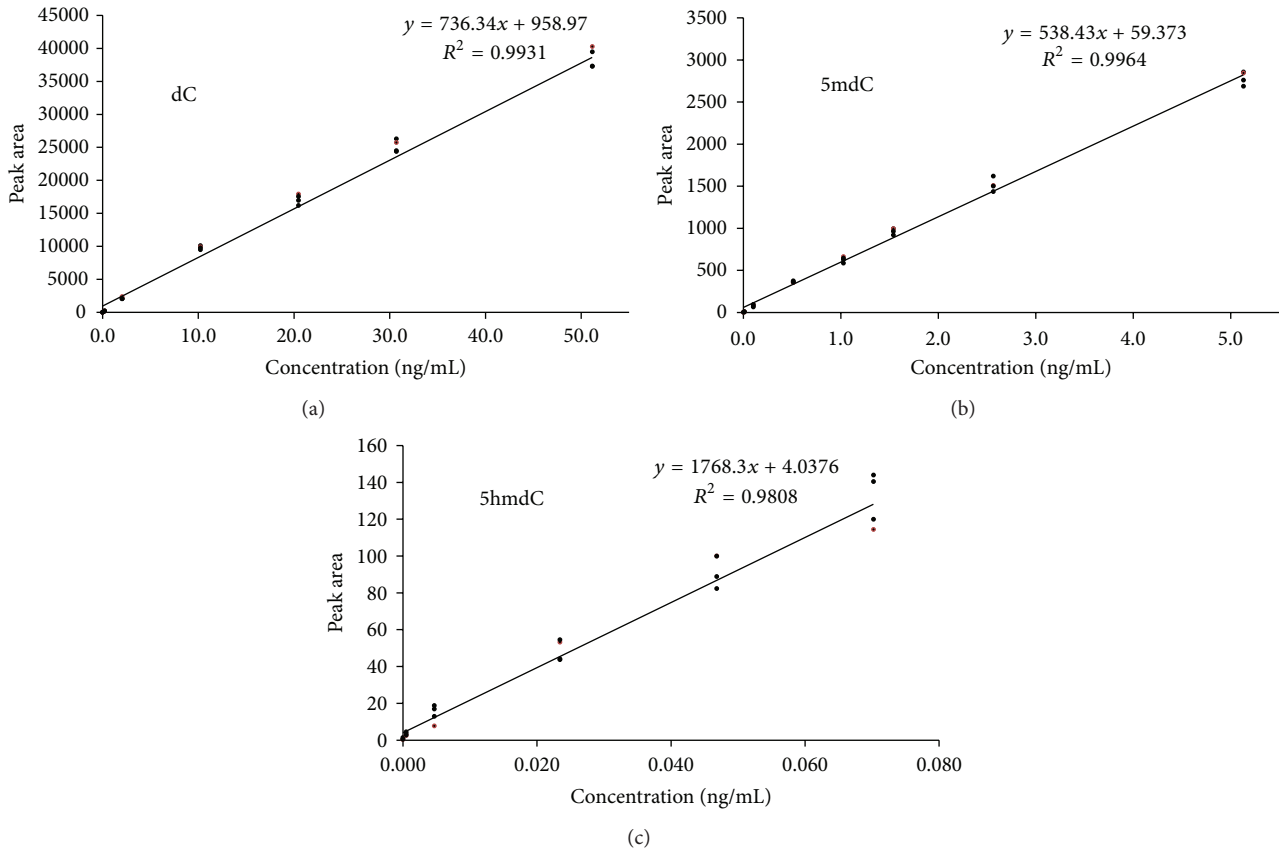 y = 736.34x + 958.97
R² = 0.9931
dC
45000
40000
35000
30000
25000
20000
15000
10000
5000
0
Peak area
0.0 10.0 20.0 30.0 40.0 50.0
Concentration (ng/mL)
(a)
y = 538.43x + 59.373
R² = 0.9964
5mdC
3500
3000
2500
2000
1500
1000
500
0
Peak area
0.0 1.0 2.0 3.0 4.0 5.0
Concentration (ng/mL)
(b)
y = 1768.3x + 4.0376
R² = 0.9808
5hmdC
160
140
120
100
80
60
40
20
0
Peak area
0.000 0.020 0.040 0.060 0.080
Concentration (ng/mL)
(c)